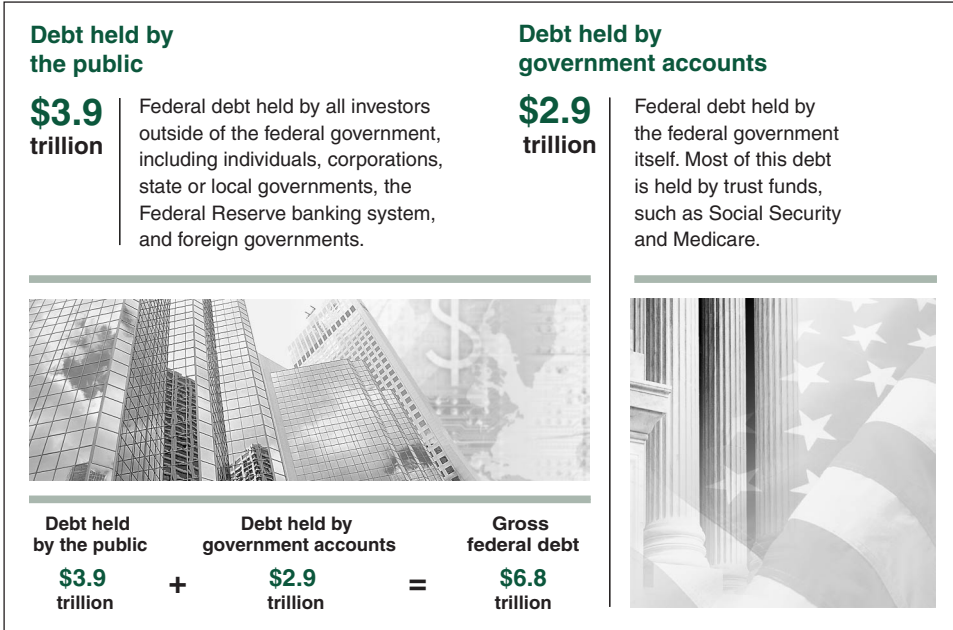 Debt held by
the public
$3.9
trillion
Federal debt held by all investors
outside of the federal government,
including individuals, corporations,
state or local governments, the
Federal Reserve banking system,
and foreign governments.
Debt held by
government accounts
$2.9
trillion
Federal debt held by
the federal government
itself. Most of this debt
is held by trust funds,
such as Social Security
and Medicare.
$
Debt held
by the public
$3.9
trillion
+
Debt held by
government accounts
$2.9
trillion
=
Gross
federal debt
$6.8
trillion